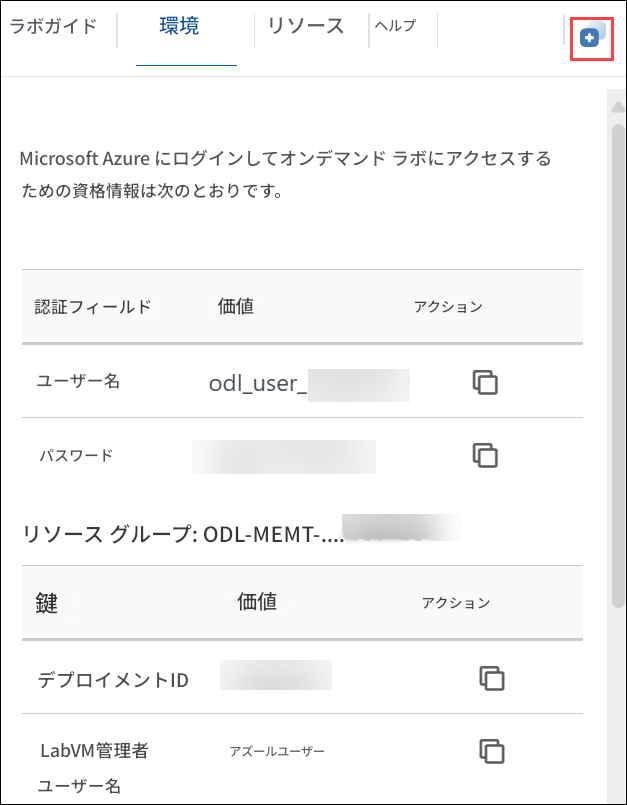 ラボガイド 環境 リソース ヘルプ
Microsoft Azure にログインしてオンデマンド ラボにアクセスする
ための資格情報は次のとおりです。
認証フィールド 価値 アクション
ユーザー名 odl_user_
パスワード
リソース グループ: ODL-MEMT-....
鍵 価値 アクション
デプロイメントID
LabVM管理者 アズールユーザー
ユーザー名